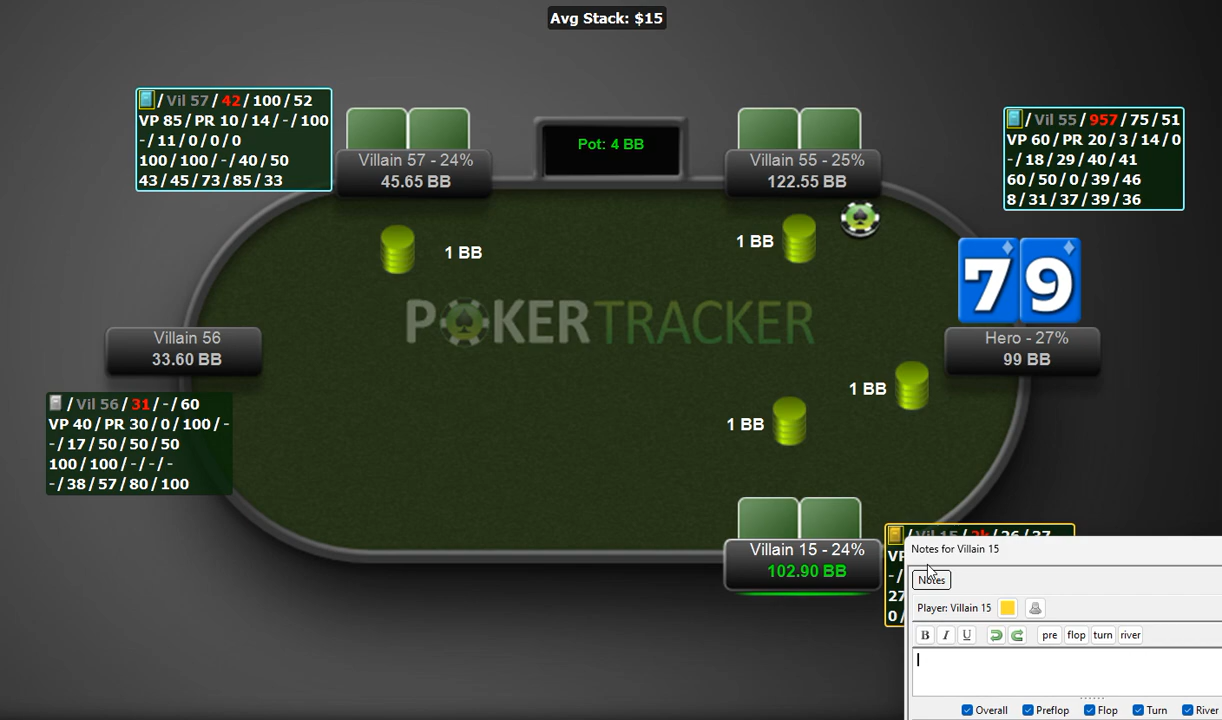 Avg Stack: $15
/ Vil 57 / 42 / 100 / 52
VP 85 / PR 10 / 14 / - / 100
- / 11 / 0 / 0 / 0
100 / 100 / - / 40 / 50
43 / 45 / 73 / 85 / 33
Villain 57 - 24%
45.65 BB
Pot: 4 BB
Villain 55 - 25%
122.55 BB
/ Vil 55 / 957 / 75 / 51
VP 60 / PR 20 / 3 / 14 / 0
- / 18 / 29 / 40 / 41
60 / 50 / 0 / 39 / 46
8 / 31 / 37 / 39 / 36
1 BB
1 BB
7 9
POKERTRACKER
Villain 56
33.60 BB
Hero - 27%
99 BB
1 BB
1 BB
/ Vil 56 / 31 / - / 60
VP 40 / PR 30 / 0 / 100 / -
- / 17 / 50 / 50 / 50
100 / 100 / - / - / -
- / 38 / 57 / 80 / 100
Villain 15 - 24%
102.90 BB
- /
27
0 /
Notes for Villain 15
Notes
Player: Villain 15
B I U pre flop turn river
Overall Preflop Flop Turn River